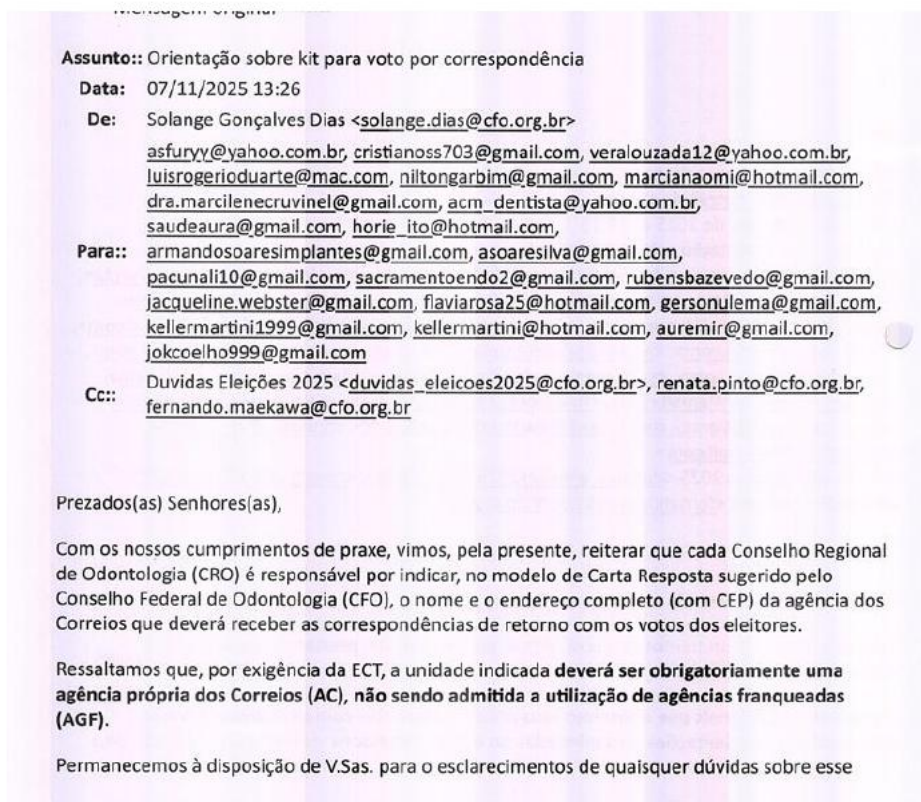 Mensagem original
Assunto:: Orientação sobre kit para voto por correspondência
Data: 07/11/2025 13:26
De: Solange Gonçalves Dias <solange.dias@cfo.org.br>
asfuryy@yahoo.com.br, cristianoss703@gmail.com, veralouzada12@yahoo.com.br,
luisrogerioduarte@mac.com, niltongarbim@gmail.com, marcianaomi@hotmail.com,
dra.marcilenecruvinel@gmail.com, acm_dentista@yahoo.com.br,
saudeaura@gmail.com, horie_ito@hotmail.com,
Para:: armandosoaresimplantes@gmail.com, asoaresilva@gmail.com,
pacunali10@gmail.com, sacramentoendo2@gmail.com, rubensbazevedo@gmail.com,
jacqueline.webster@gmail.com, flaviarosa25@hotmail.com, gersonulema@gmail.com,
kellermartini1999@gmail.com, kellermartini@hotmail.com, auremir@gmail.com,
jokcoelho999@gmail.com
Cc:: Duvidas Eleições 2025 <duvidas_eleicoes2025@cfo.org.br>, renata.pinto@cfo.org.br,
fernando.maekawa@cfo.org.br
Prezados(as) Senhores(as),
Com os nossos cumprimentos de praxe, vimos, pela presente, reiterar que cada Conselho Regional
de Odontologia (CRO) é responsável por indicar, no modelo de Carta Resposta sugerido pelo
Conselho Federal de Odontologia (CFO), o nome e o endereço completo (com CEP) da agência dos
Correios que deverá receber as correspondências de retorno com os votos dos eleitores.
Ressaltamos que, por exigência da ECT, a unidade indicada deverá ser obrigatoriamente uma
agência própria dos Correios (AC), não sendo admitida a utilização de agências franqueadas
(AGF).
Permanecemos à disposição de V.Sas. para o esclarecimentos de quaisquer dúvidas sobre esse